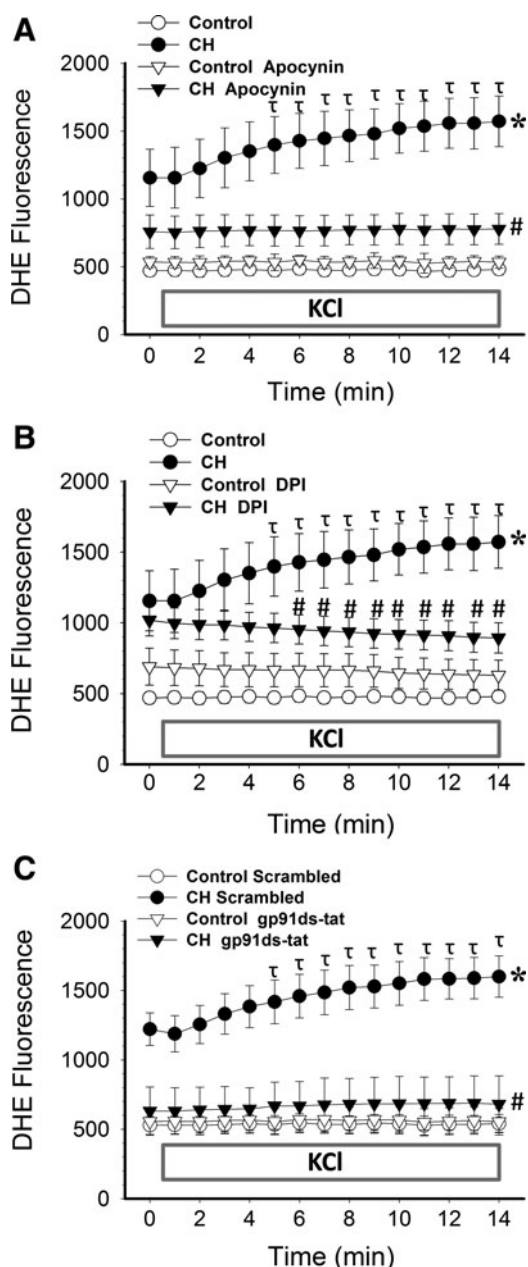 A
Control
CH
Control Apocynin
CH Apocynin
2000
τ τ τ τ τ τ τ τ τ τ
1500
*
1000
#
500
0
DHE Fluorescence
KCl
0 2 4 6 8 10 12 14
Time (min)
B
Control
CH
Control DPI
CH DPI
2000
τ τ τ τ τ τ τ τ τ τ
1500
*
# # # # # # # # #
1000
500
0
DHE Fluorescence
KCl
0 2 4 6 8 10 12 14
Time (min)
C
Control Scrambled
CH Scrambled
Control gp91ds-tat
CH gp91ds-tat
2000
τ τ τ τ τ τ τ τ τ τ
1500
*
1000
#
500
0
DHE Fluorescence
KCl
0 2 4 6 8 10 12 14
Time (min)